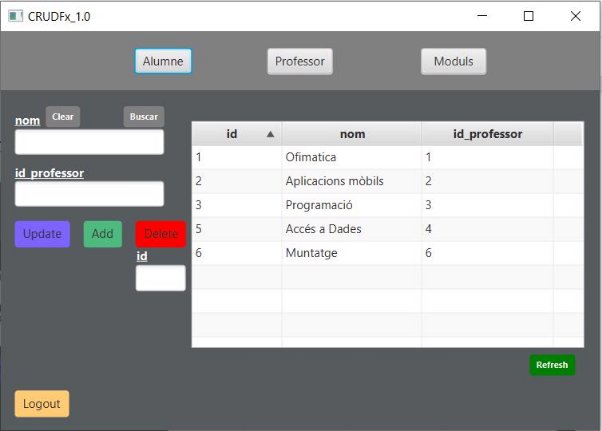 CRUDFx_1.0
Alumne Professor Moduls
nom Clear Buscar
id_professor
Update Add Delete
id
id nom id_professor
1 Ofimatica 1
2 Aplicacions mòbils 2
3 Programació 3
5 Accés a Dades 4
6 Muntatge 6
Refresh
Logout